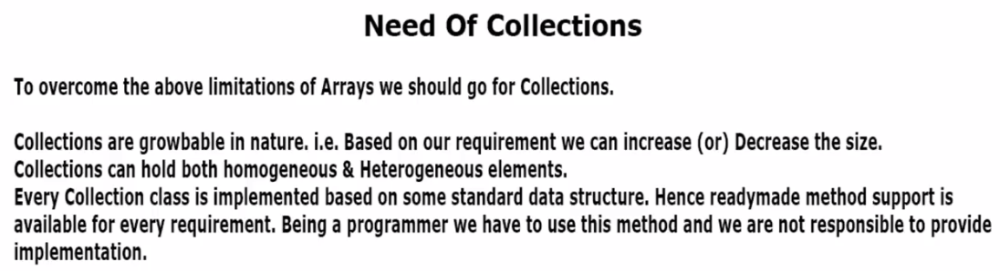 Need Of Collections
To overcome the above limitations of Arrays we should go for Collections.
Collections are growbable in nature. i.e. Based on our requirement we can increase (or) Decrease the size.
Collections can hold both homogeneous & Heterogeneous elements.
Every Collection class is implemented based on some standard data structure. Hence readymade method support is
available for every requirement. Being a programmer we have to use this method and we are not responsible to provide
implementation.